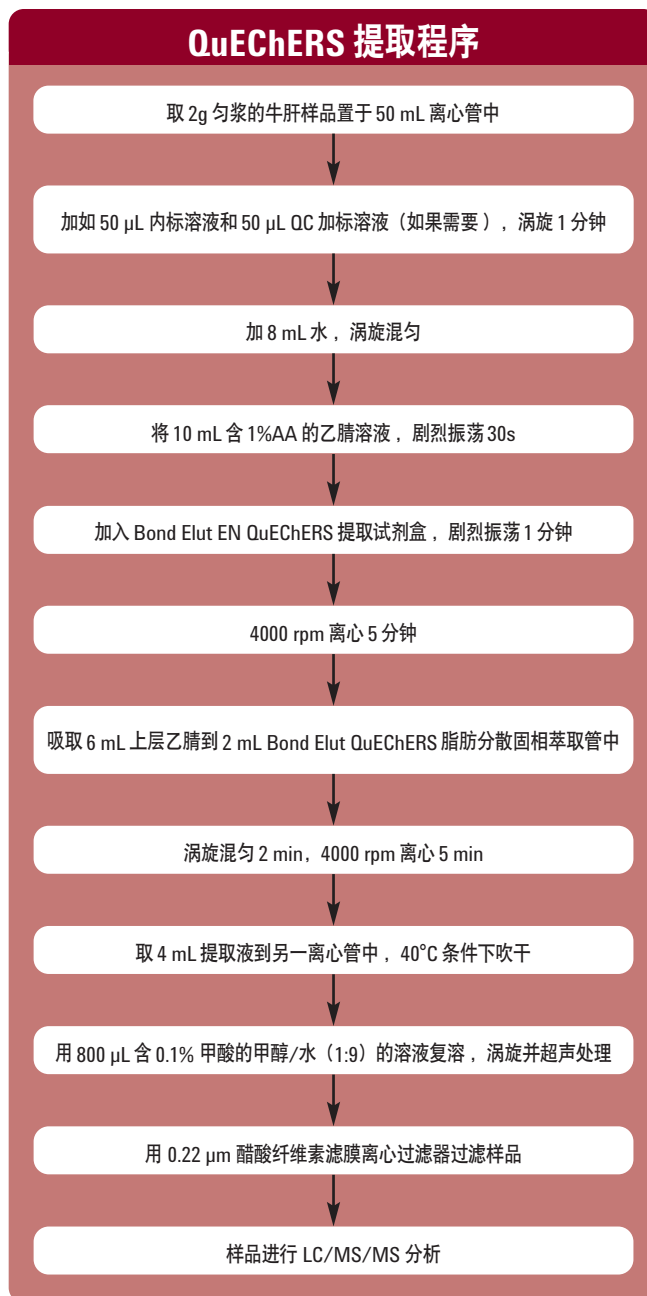 QuEChERS 提取程序
取 2g 匀浆的牛肝样品置于 50 mL 离心管中
加如 50 µL 内标溶液和 50 µL QC 加标溶液（如果需要），涡旋 1 分钟
加 8 mL 水，涡旋混匀
将 10 mL 含 1%AA 的乙腈溶液，剧烈振荡 30s
加入 Bond Elut EN QuEChERS 提取试剂盒，剧烈振荡 1 分钟
4000 rpm 离心 5 分钟
吸取 6 mL 上层乙腈到 2 mL Bond Elut QuEChERS 脂肪分散固相萃取管中
涡旋混匀 2 min，4000 rpm 离心 5 min
取 4 mL 提取液到另一离心管中，40°C 条件下吹干
用 800 µL 含 0.1% 甲酸的甲醇/水（1:9）的溶液复溶，涡旋并超声处理
用 0.22 µm 醋酸纤维素滤膜离心过滤器过滤样品
样品进行 LC/MS/MS 分析